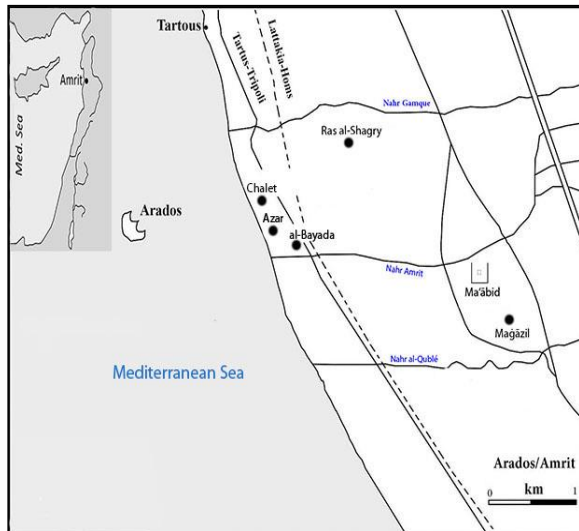 Tartous
Lattakia-Homs
Tartus-Tripoli
Amrit
Med. Sea
Nahr Gamque
Ras al-Shagry
Chalet
Arados
Azar
al-Bayada
Nahr Amrit
Ma'ābid
Maġāzil
Nahr al-Qublé
Mediterranean Sea
Arados/Amrit
0 km 1